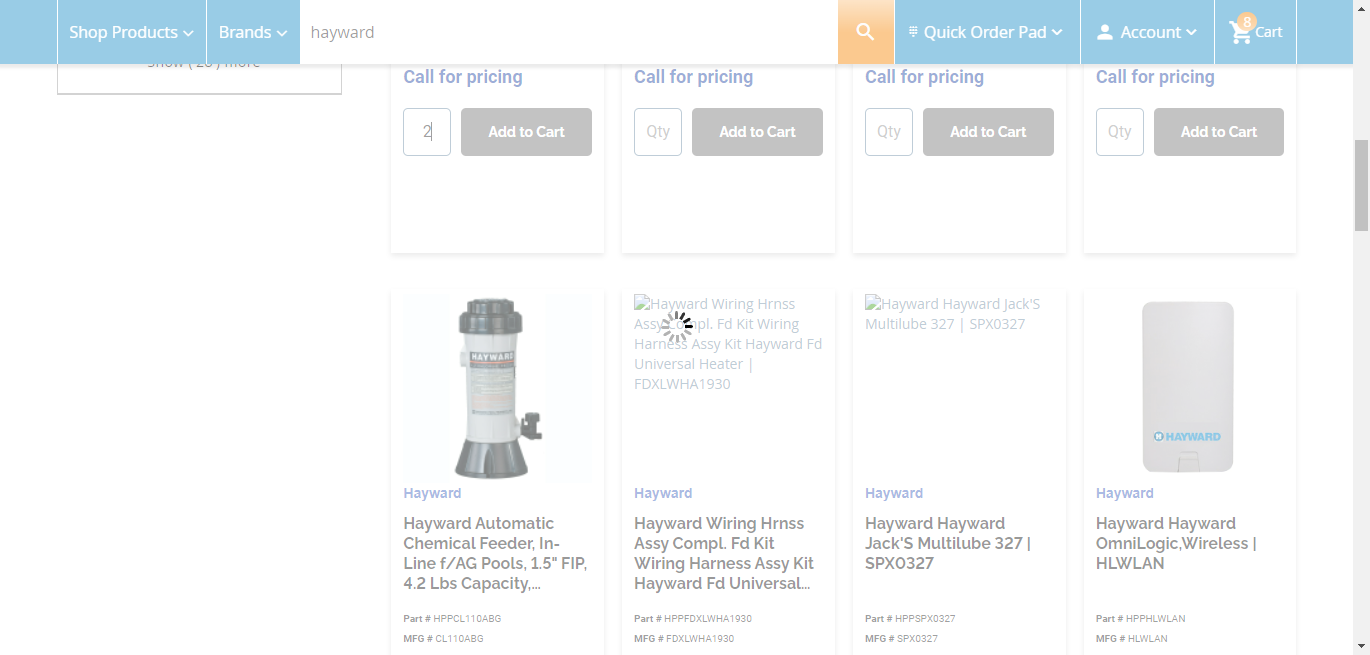 Shop Products
Brands
hayward
Quick Order Pad
Account
8
Cart
Show ( 28 ) more
Call for pricing
Call for pricing
Call for pricing
Call for pricing
2
Add to Cart
Qty
Add to Cart
Qty
Add to Cart
Qty
Add to Cart
HAYWARD
Hayward
Hayward Automatic
Chemical Feeder, In-
Line f/AG Pools, 1.5" FIP,
4.2 Lbs Capacity,...
Part # HPPCL110ABG
MFG # CL110ABG
Hayward Wiring Hrnss
Assy Compl. Fd Kit Wiring
Harness Assy Kit Hayward Fd
Universal Heater |
FDXLWHA1930
Hayward
Hayward Wiring Hrnss
Assy Compl. Fd Kit
Wiring Harness Assy Kit
Hayward Fd Universal...
Part # HPPFDXLWHA1930
MFG # FDXLWHA1930
Hayward Hayward Jack'S
Multilube 327 | SPX0327
Hayward
Hayward Hayward
Jack'S Multilube 327 |
SPX0327
Part # HPPSPX0327
MFG # SPX0327
HAYWARD
Hayward
Hayward Hayward
OmniLogic,Wireless |
HLWLAN
Part # HPPHLWLAN
MFG # HLWLAN